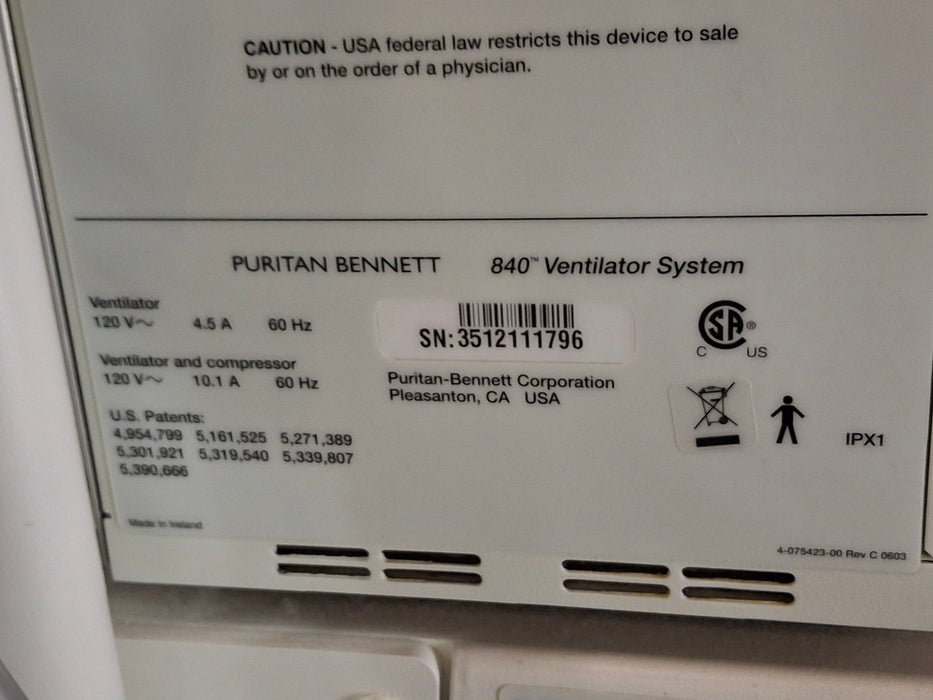 CAUTION - USA federal law restricts this device to sale
by or on the order of a physician.
PURITAN BENNETT 840™ Ventilator System
Ventilator
120 V~ 4.5 A 60 Hz
Ventilator and compressor
120 V~ 10.1 A 60 Hz
U.S. Patents:
4,954,799 5,161,525 5,271,389
5,301,921 5,319,540 5,339,807
5,390,666
Made in Ireland
SN:3512111796
Puritan-Bennett Corporation
Pleasanton, CA USA
SA®
C US
IPX1
4-075423-00 Rev C 0603